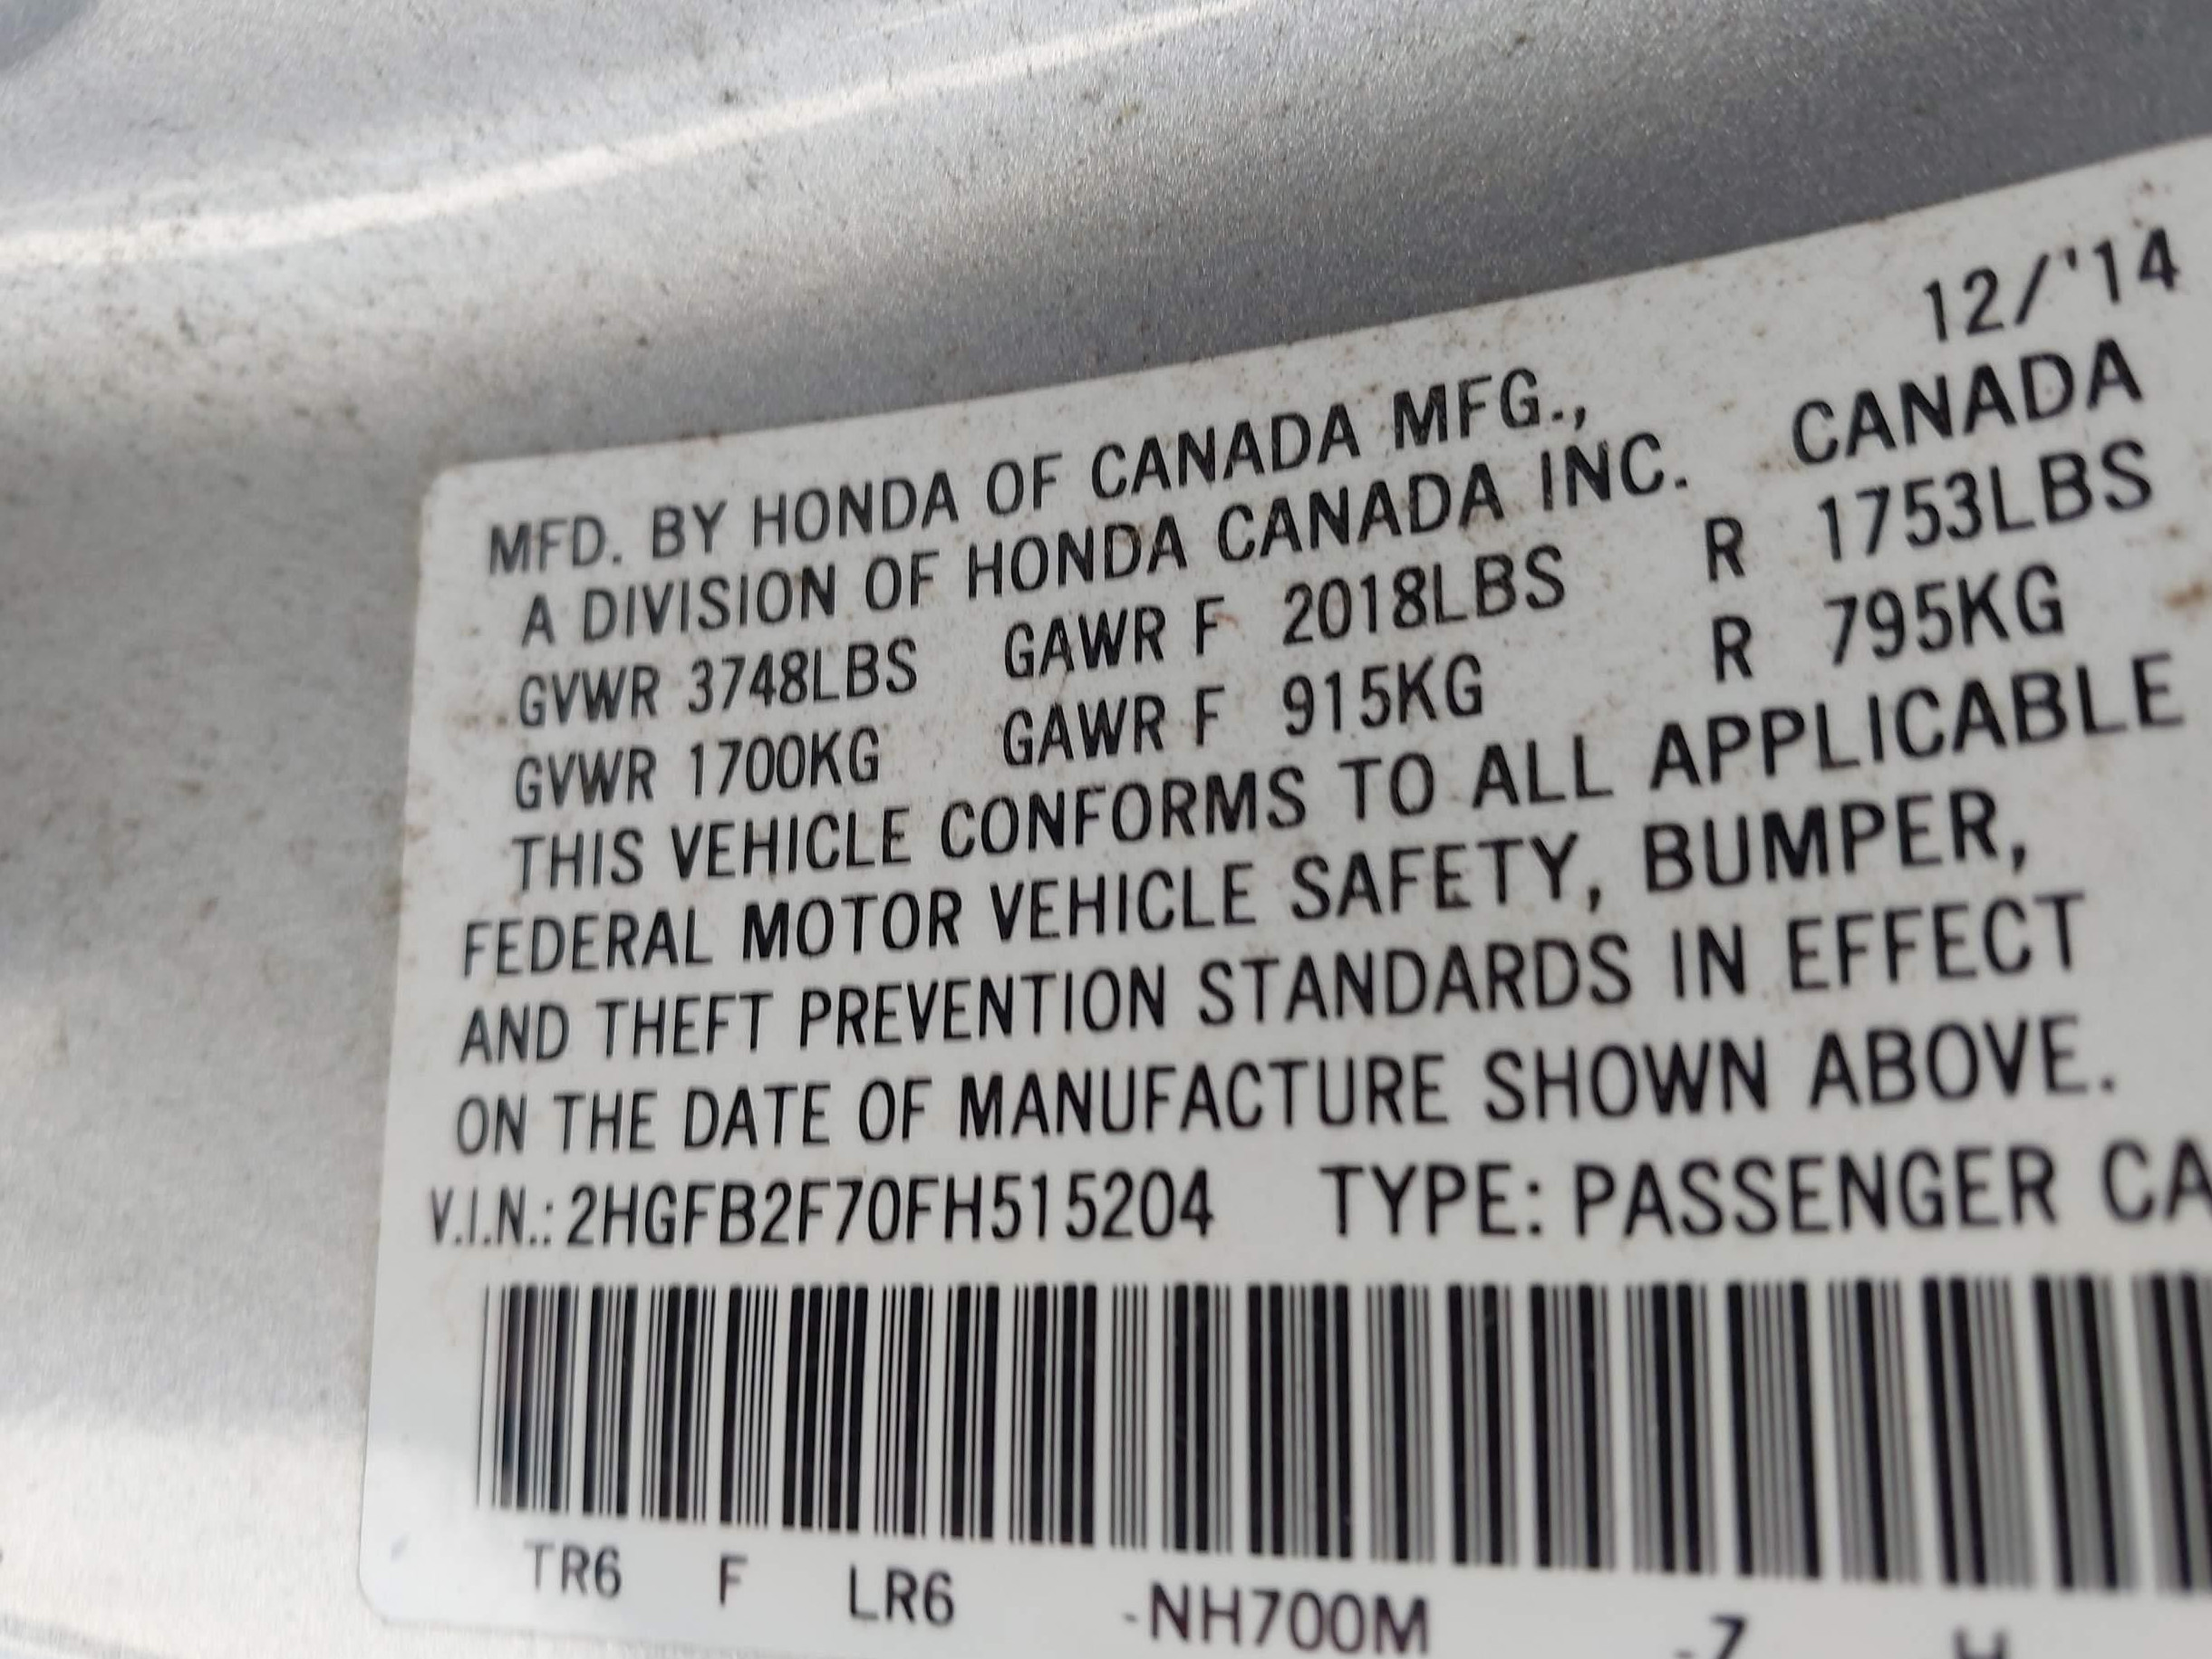 12/'14
MFD. BY HONDA OF CANADA MFG.,
A DIVISION OF HONDA CANADA INC. CANADA
GVWR 3748LBS GAWR F 2018LBS R 1753LBS
GVWR 1700KG GAWR F 915KG R 795KG
THIS VEHICLE CONFORMS TO ALL APPLICABLE
FEDERAL MOTOR VEHICLE SAFETY, BUMPER,
AND THEFT PREVENTION STANDARDS IN EFFECT
ON THE DATE OF MANUFACTURE SHOWN ABOVE.
V.I.N.: 2HGFB2F70FH515204 TYPE: PASSENGER CA
TR6 F LR6 -NH700M